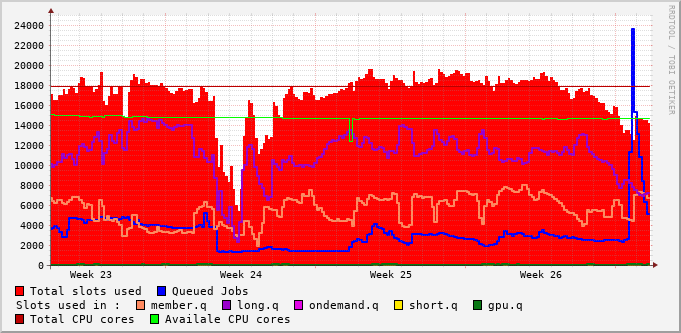 24000
22000
20000
18000
16000
14000
12000
10000
8000
6000
4000
2000
0
Week 23 Week 24 Week 25 Week 26
Total slots used Queued Jobs
Slots used in : member.q long.q ondemand.q short.q gpu.q
Total CPU cores Availale CPU cores
RRDTOOL / TOBI OETIKER